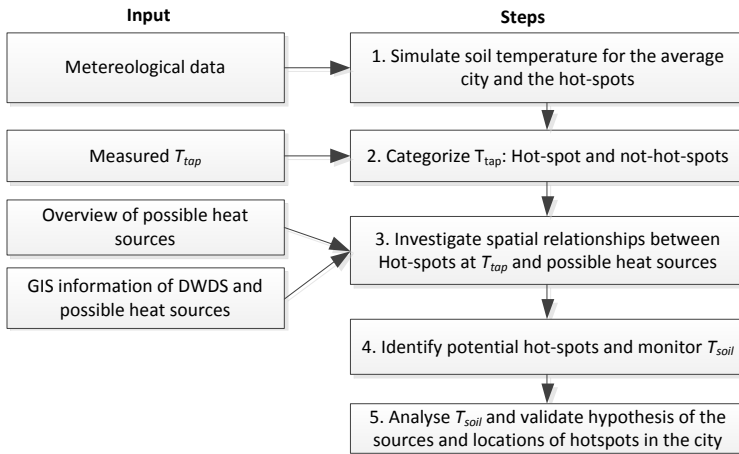 Input
Steps
Metereological data
1. Simulate soil temperature for the average
city and the hot-spots
Measured Ttap
2. Categorize Ttap: Hot-spot and not-hot-spots
Overview of possible heat
sources
GIS information of DWDS and
possible heat sources
3. Investigate spatial relationships between
Hot-spots at Ttap and possible heat sources
4. Identify potential hot-spots and monitor Tsoil
5. Analyse Tsoil and validate hypothesis of the
sources and locations of hotspots in the city